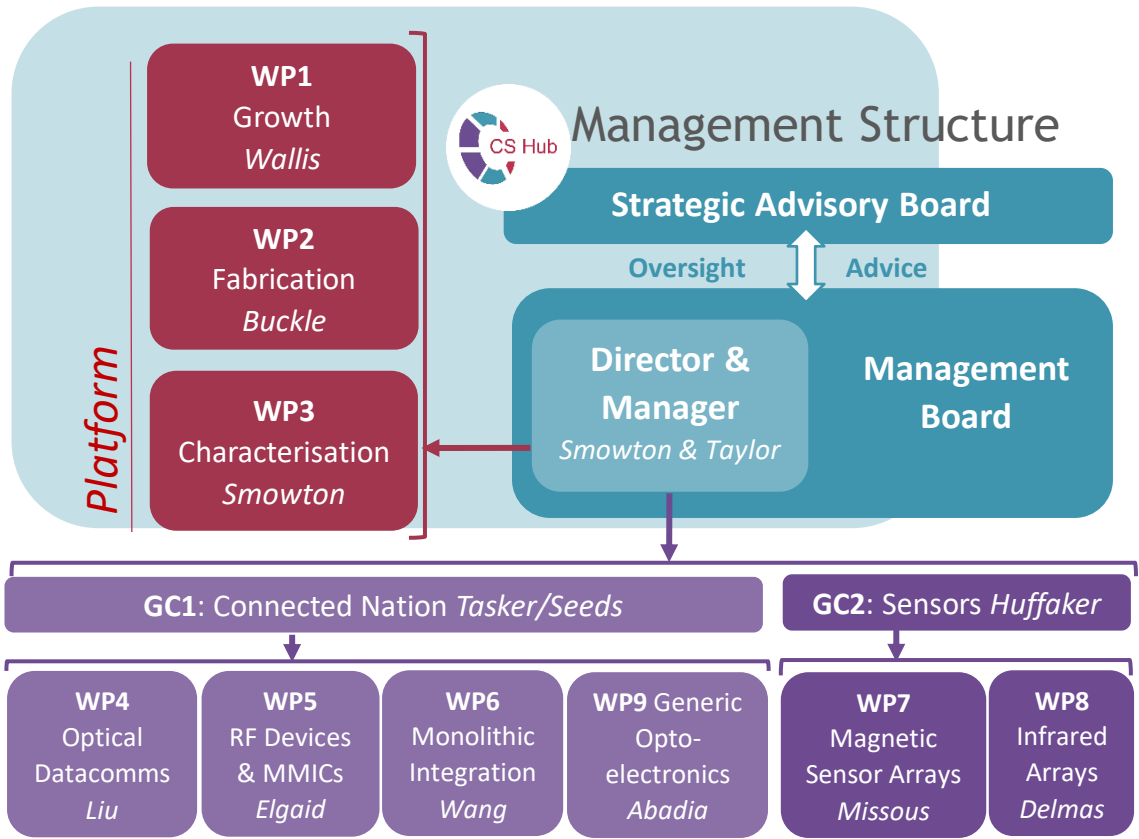 Platform
WP1
Growth
Wallis
WP2
Fabrication
Buckle
WP3
Characterisation
Smowton
CS Hub
Management Structure
Strategic Advisory Board
Oversight
Advice
Director &
Manager
Smowton & Taylor
Management
Board
GC1: Connected Nation Tasker/Seeds
GC2: Sensors Huffaker
WP4
Optical
Datacomms
Liu
WP5
RF Devices
& MMICs
Elgaid
WP6
Monolithic
Integration
Wang
WP9 Generic
Opto-
electronics
Abadia
WP7
Magnetic
Sensor Arrays
Missous
WP8
Infrared
Arrays
Delmas